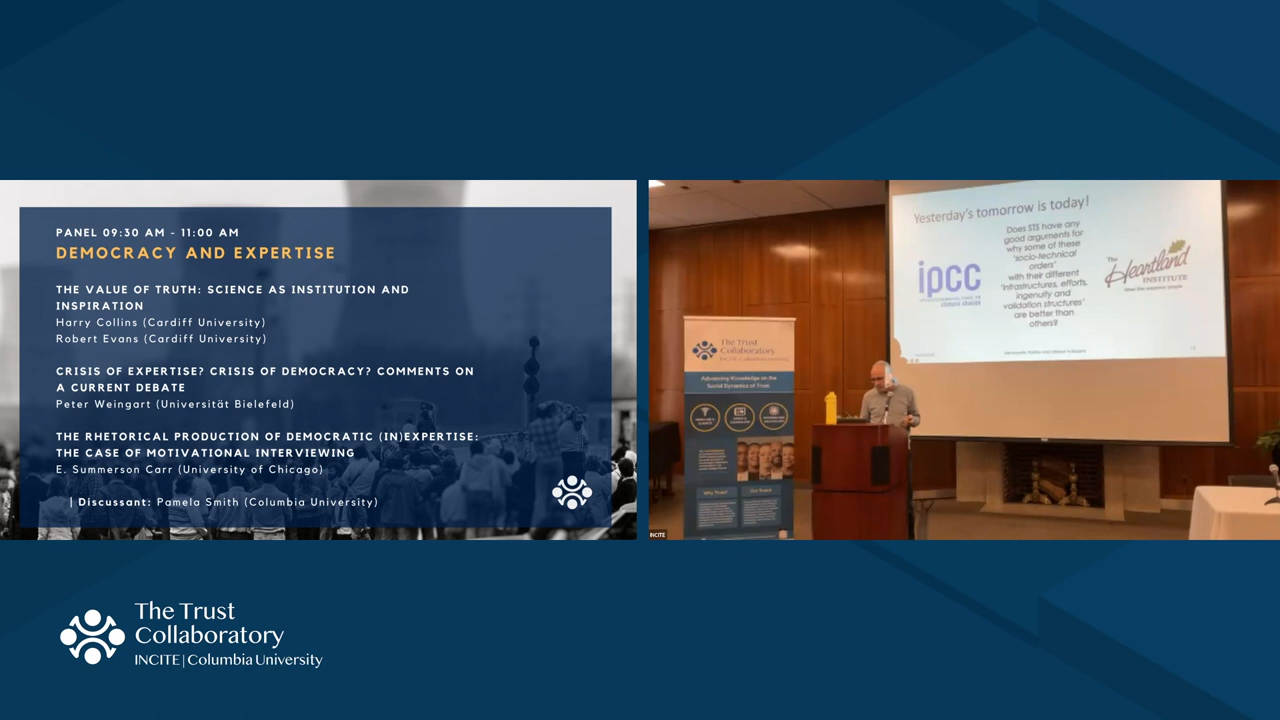 PANEL 09:30 AM - 11:00 AM
DEMOCRACY AND EXPERTISE
THE VALUE OF TRUTH: SCIENCE AS INSTITUTION AND
INSPIRATION
Harry Collins (Cardiff University)
Robert Evans (Cardiff University)
CRISIS OF EXPERTISE? CRISIS OF DEMOCRACY? COMMENTS ON
A CURRENT DEBATE
Peter Weingart (Universität Bielefeld)
THE RHETORICAL PRODUCTION OF DEMOCRATIC (IN)EXPERTISE:
THE CASE OF MOTIVATIONAL INTERVIEWING
E. Summerson Carr (University of Chicago)
| Discussant: Pamela Smith (Columbia University)
Yesterday's tomorrow is today!
Does STS have any
good arguments for
why some of these
'socio-technical
orders'
with their different
'infrastructures, efforts,
ingenuity and
validation structures'
are better than
others?
ipcc
climate change
The
Heartland
INSTITUTE
The Trust
Collaboratory
Advancing Knowledge on the
Social Dynamics of Trust
Why Trust?
Our Vision
INCITE
The Trust
Collaboratory
INCITE | Columbia University